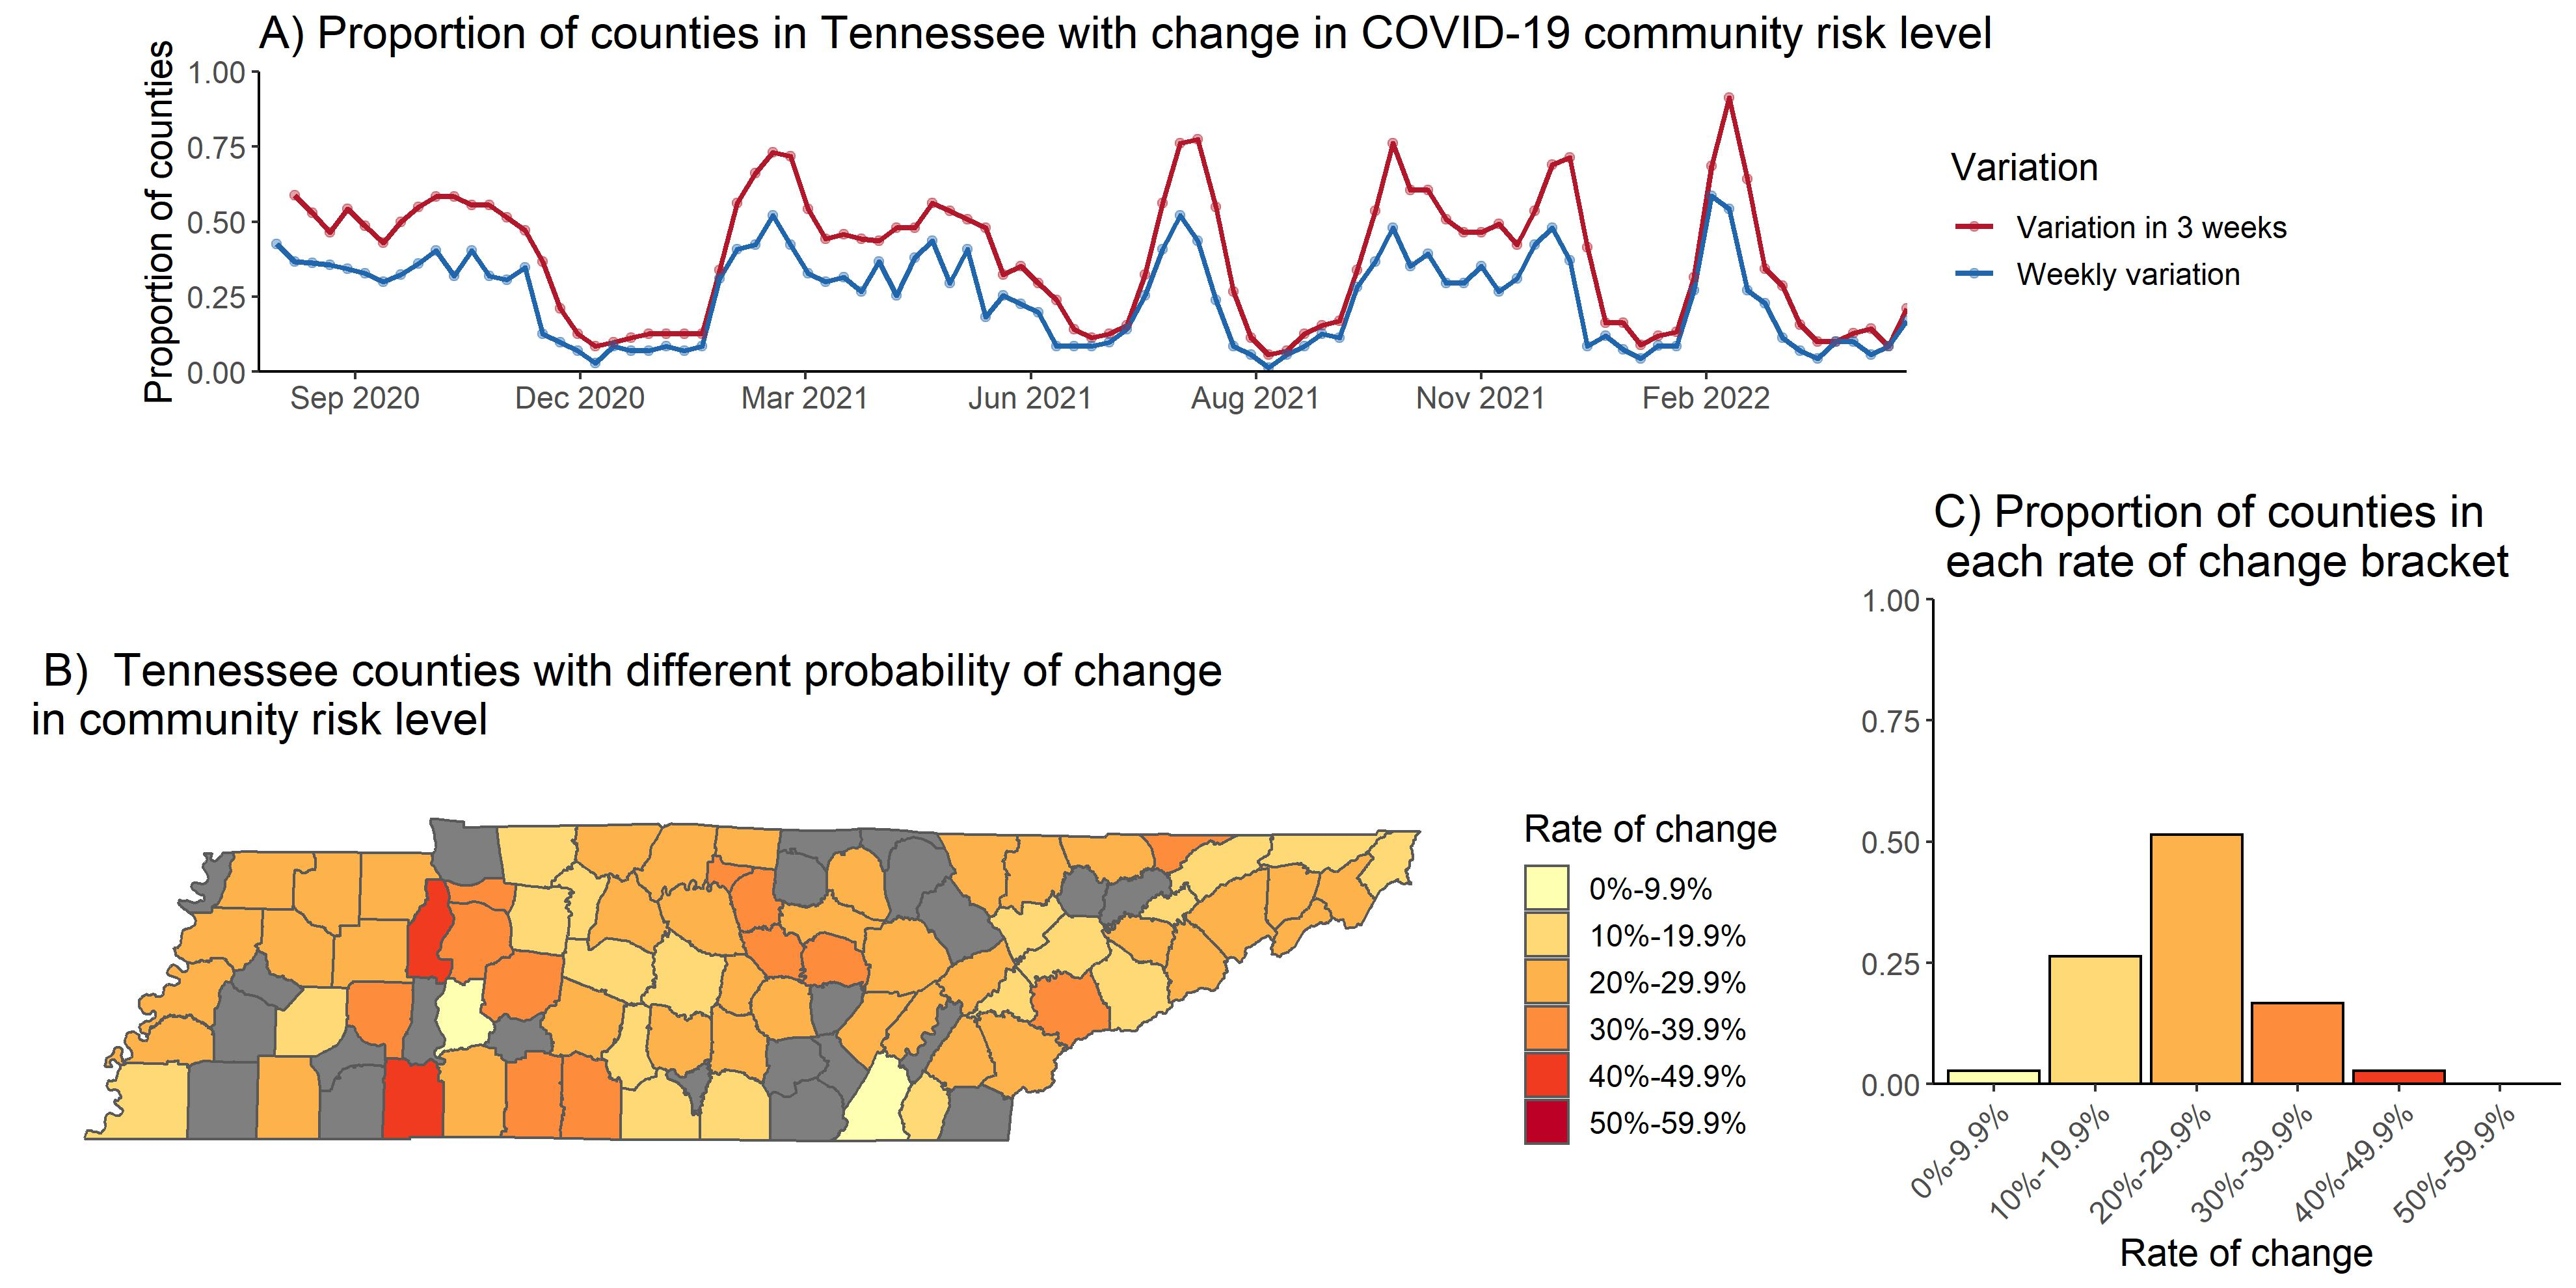 A) Proportion of counties in Tennessee with change in COVID-19 community risk level
Proportion of counties
1.00
0.75
0.50
0.25
0.00
Sep 2020
Dec 2020
Mar 2021
Jun 2021
Aug 2021
Nov 2021
Feb 2022
Variation
Variation in 3 weeks
Weekly variation
B) Tennessee counties with different probability of change
in community risk level
Rate of change
0%-9.9%
10%-19.9%
20%-29.9%
30%-39.9%
40%-49.9%
50%-59.9%
C) Proportion of counties in
each rate of change bracket
1.00
0.75
0.50
0.25
0.00
0%-9.9%
10%-19.9%
20%-29.9%
30%-39.9%
40%-49.9%
50%-59.9%
Rate of change